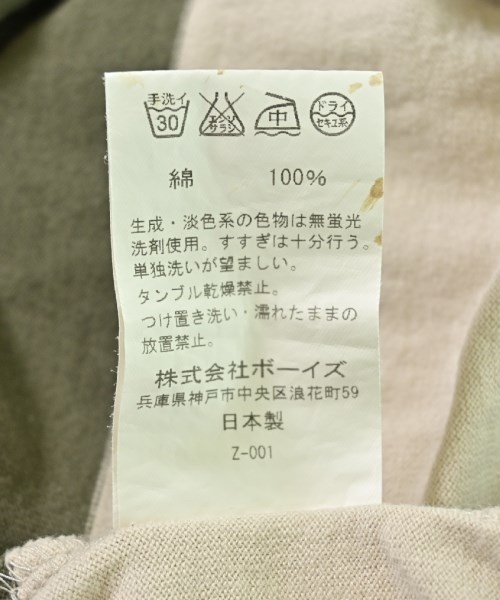 手洗イ 30 エンソ サラシ 中 ドライ セキユ系
綿 100%
生成・淡色系の色物は無蛍光
洗剤使用。すすぎは十分行う。
単独洗いが望ましい。
タンブル乾燥禁止。
つけ置き洗い・濡れたままの
放置禁止。
株式会社ボーイズ
兵庫県神戸市中央区浪花町59
日本製
Z-001